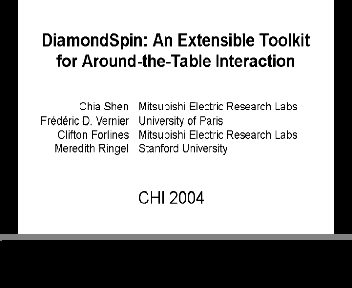 DiamondSpin: An Extensible Toolkit
for Around-the-Table Interaction
Chia Shen Mitsubishi Electric Research Labs
Frédéric D. Vernier University of Paris
Clifton Forlines Mitsubishi Electric Research Labs
Meredith Ringel Stanford University
CHI 2004